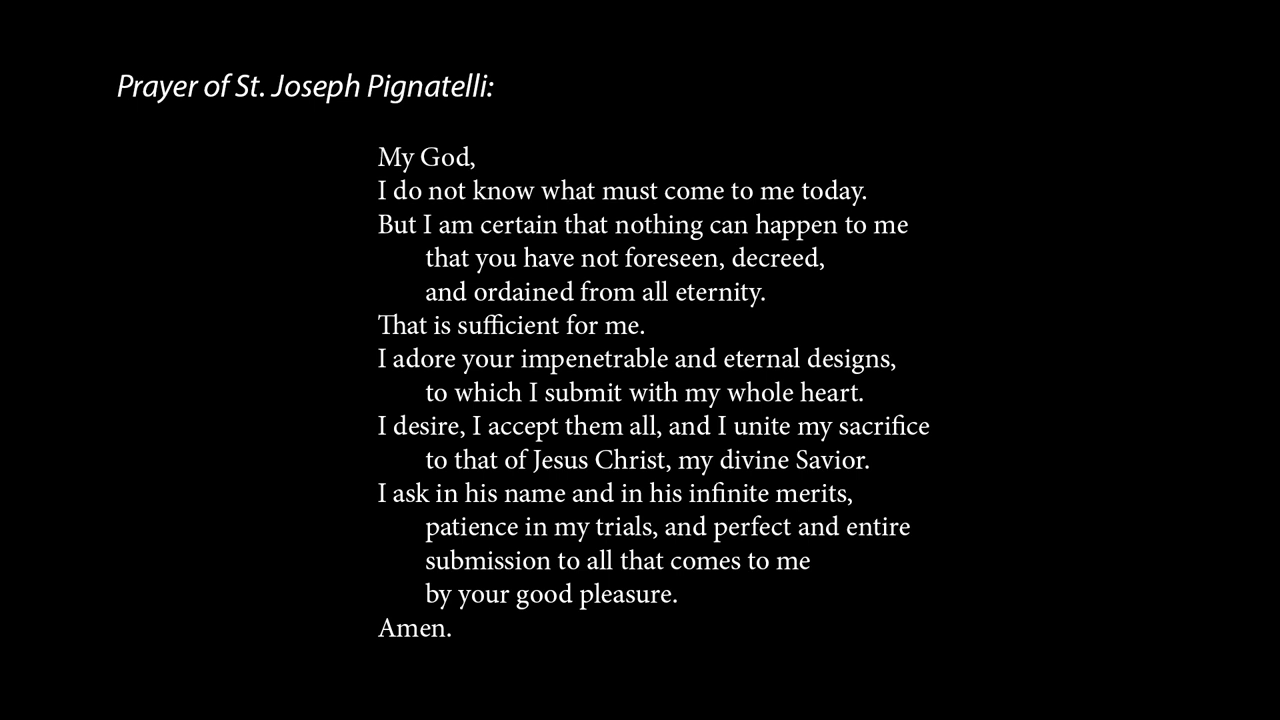 Prayer of St. Joseph Pignatelli:
My God,
I do not know what must come to me today.
But I am certain that nothing can happen to me
that you have not foreseen, decreed,
and ordained from all eternity.
That is sufficient for me.
I adore your impenetrable and eternal designs,
to which I submit with my whole heart.
I desire, I accept them all, and I unite my sacrifice
to that of Jesus Christ, my divine Savior.
I ask in his name and in his infinite merits,
patience in my trials, and perfect and entire
submission to all that comes to me
by your good pleasure.
Amen.